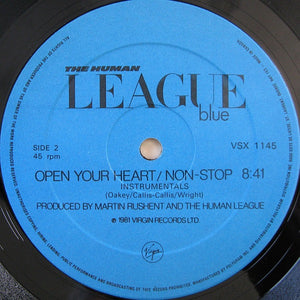 THE HUMAN
LEAGUE
blue
SIDE 2
45 rpm
VSX 1145
OPEN YOUR HEART/NON-STOP 8:41
INSTRUMENTALS
(Oakey/Callis-Callis/Wright)
PRODUCED BY MARTIN RUSHENT AND THE HUMAN LEAGUE
℗ 1981 VIRGIN RECORDS LTD.
Virgin